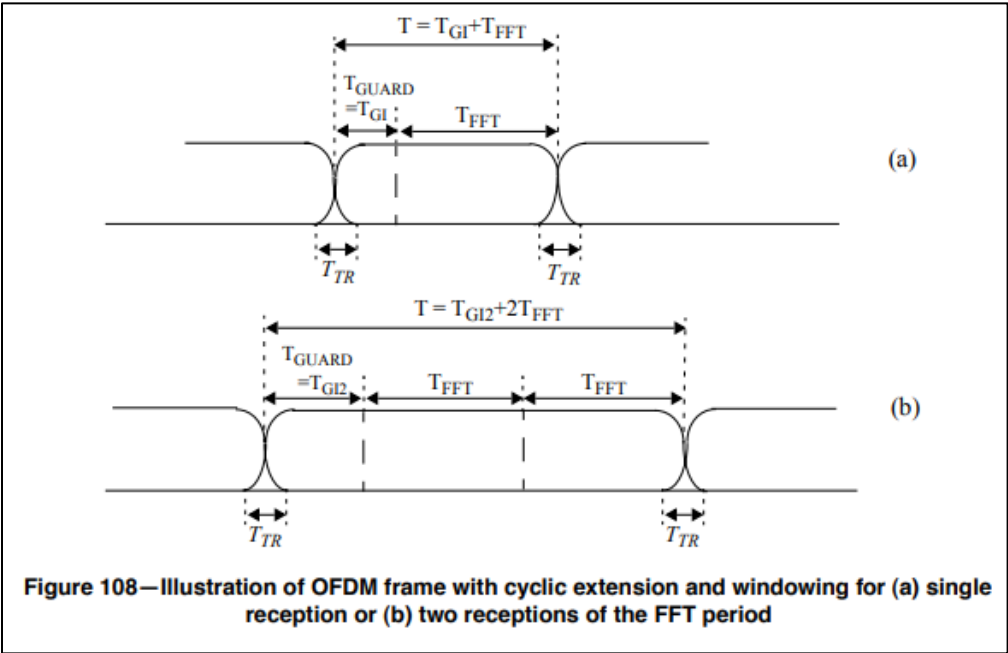 T = TGI+TFFT
TGUARD
=TGI
TFFT
(a)
TTR
TTR
T = TGI2+2TFFT
TGUARD
=TGI2
TFFT
TFFT
(b)
TTR
TTR
Figure 108—Illustration of OFDM frame with cyclic extension and windowing for (a) single
reception or (b) two receptions of the FFT period